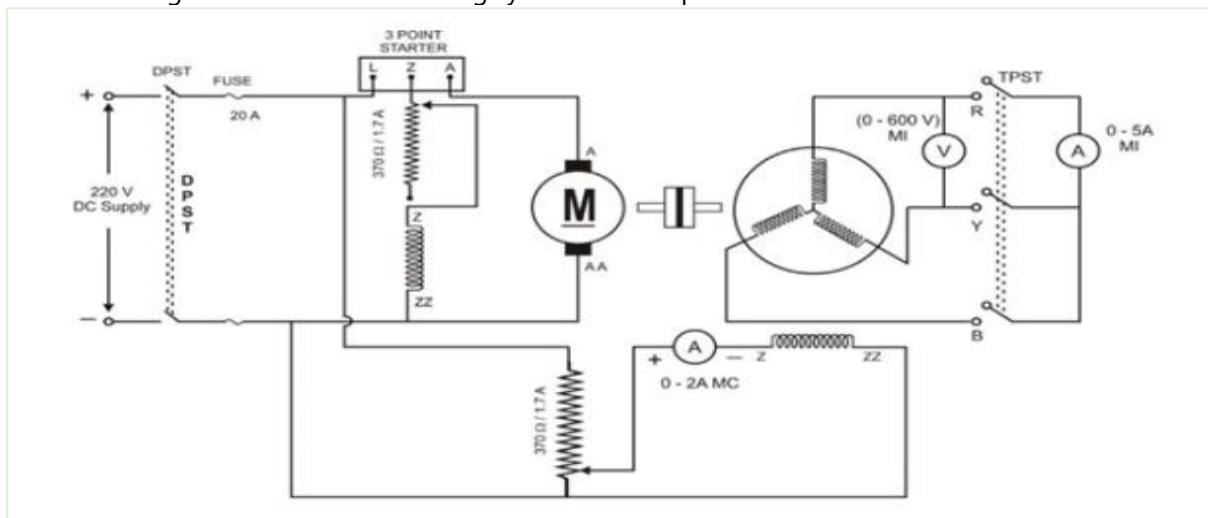 3 POINT
STARTER
L Z A
DPST
FUSE
20 A
+
−
220 V
DC Supply
D
P
S
T
370 Ω / 1.7 A
Z
ZZ
A
M
AA
(0 - 600 V)
MI
V
R
Y
B
TPST
A
0 - 5A
MI
370 Ω / 1.7 A
+
A
−
0 - 2A MC
Z
ZZ